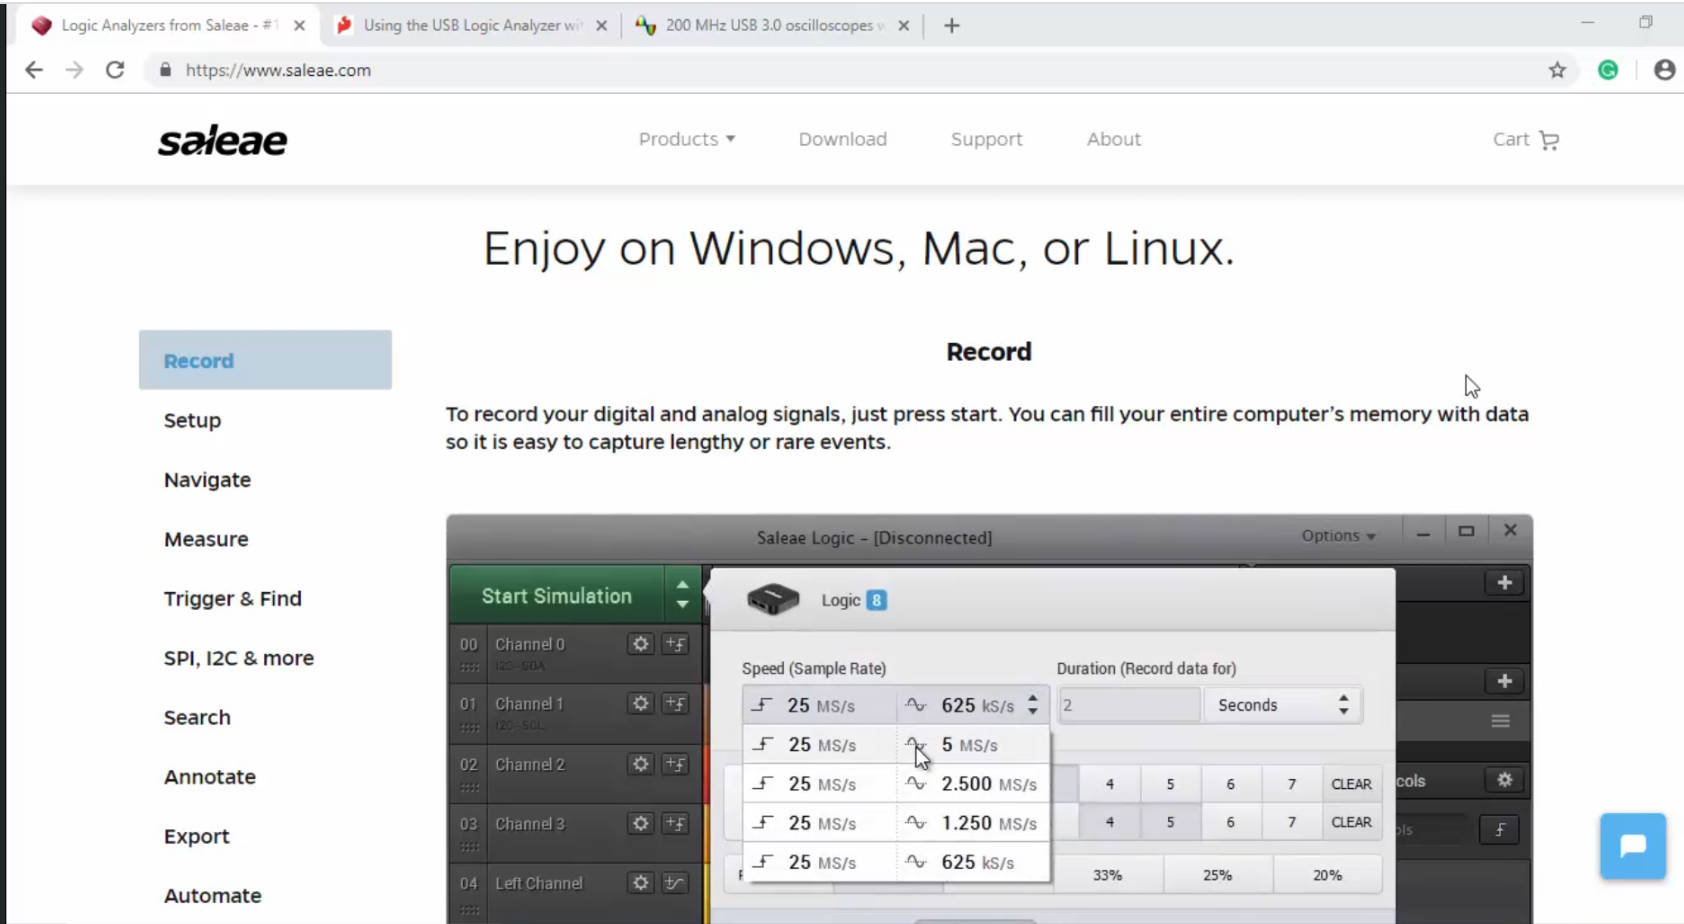 Logic Analyzers from Saleae - #1
Using the USB Logic Analyzer wit
200 MHz USB 3.0 oscilloscopes w
https://www.saleae.com
saleae
Products
Download
Support
About
Cart
Enjoy on Windows, Mac, or Linux.
Record
Setup
Navigate
Measure
Trigger & Find
SPI, I2C & more
Search
Annotate
Export
Automate
Record
To record your digital and analog signals, just press start. You can fill your entire computer's memory with data
so it is easy to capture lengthy or rare events.
Saleae Logic - [Disconnected]
Options
Start Simulation
Logic 8
00 Channel 0
I2C - SDA
01 Channel 1
I2C - SCL
02 Channel 2
03 Channel 3
04 Left Channel
Speed (Sample Rate)
Duration (Record data for)
25 MS/s 625 kS/s
2 Seconds
25 MS/s 5 MS/s
25 MS/s 2.500 MS/s
4 5 6 7 CLEAR
25 MS/s 1.250 MS/s
4 5 6 7 CLEAR
25 MS/s 625 kS/s
33% 25% 20%
cols
ols